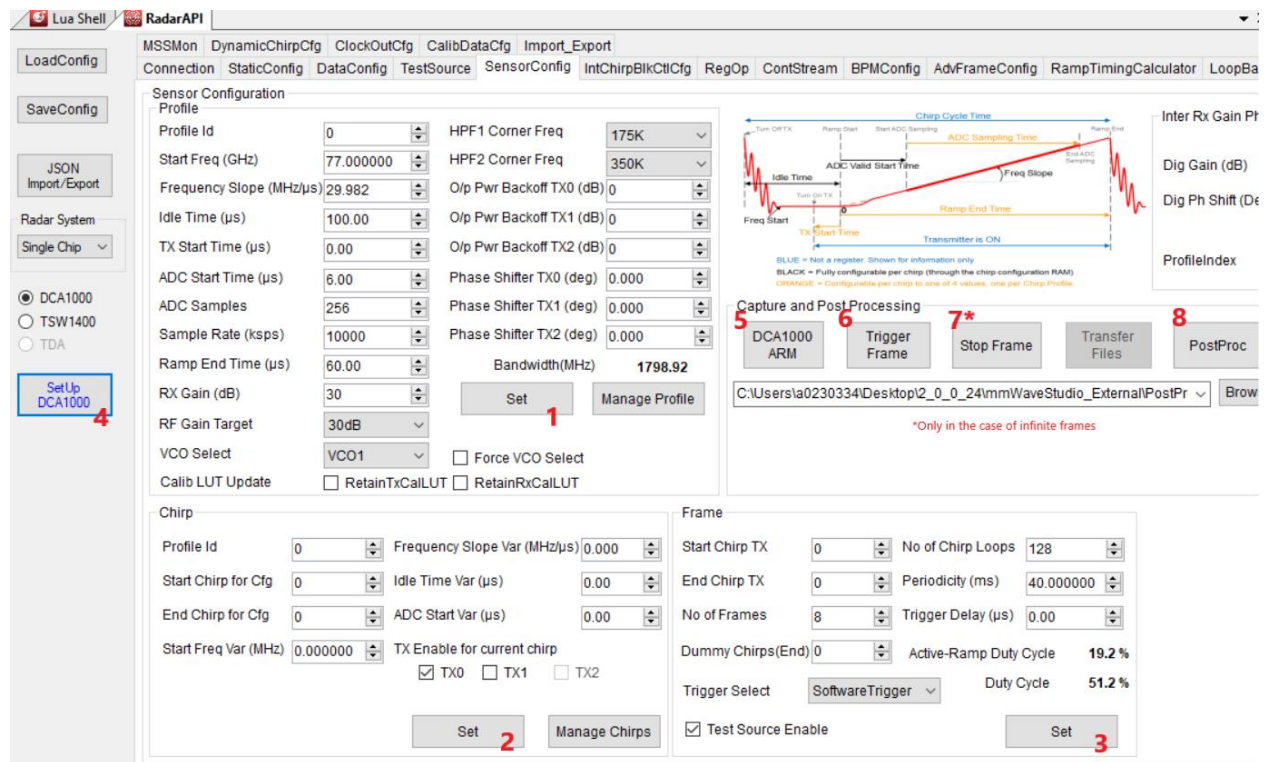 Lua Shell RadarAPI
LoadConfig
SaveConfig
JSON
Import/Export
Radar System
Single Chip
DCA1000
TSW1400
TDA
SetUp
DCA1000
4
MSSMon DynamicChirpCfg ClockOutCfg CalibDataCfg Import_Export
Connection StaticConfig DataConfig TestSource SensorConfig IntChirpBlkCtlCfg RegOp ContStream BPMConfig AdvFrameConfig RampTimingCalculator LoopBa
Sensor Configuration
Profile
Profile Id 0 HPF1 Corner Freq 175K
Start Freq (GHz) 77.000000 HPF2 Corner Freq 350K
Frequency Slope (MHz/µs) 29.982 O/p Pwr Backoff TX0 (dB) 0
Idle Time (µs) 100.00 O/p Pwr Backoff TX1 (dB) 0
TX Start Time (µs) 0.00 O/p Pwr Backoff TX2 (dB) 0
ADC Start Time (µs) 6.00 Phase Shifter TX0 (deg) 0.000
ADC Samples 256 Phase Shifter TX1 (deg) 0.000
Sample Rate (ksps) 10000 Phase Shifter TX2 (deg) 0.000
Ramp End Time (µs) 60.00 Bandwidth(MHz) 1798.92
RX Gain (dB) 30 Set 1 Manage Profile
RF Gain Target 30dB
VCO Select VCO1 Force VCO Select
Calib LUT Update RetainTxCalLUT RetainRxCalLUT
Chirp Cycle Time
Turn Off TX Ramp Start Start ADC Sampling ADC Sampling Time Ramp End
End ADC
Sampling
ADC Valid Start Time
Idle Time Freq Slope
Turn On TX
0 Ramp End Time
Freq Start
TX Start Time
Transmitter is ON
BLUE = Not a register. Shown for information only
BLACK = Fully configurable per chirp (through the chirp configuration RAM)
ORANGE = Configurable per chirp to one of 4 values, one per Chirp Profile
Inter Rx Gain Ph
Dig Gain (dB)
Dig Ph Shift (De
ProfileIndex
Capture and Post Processing
5 6 7* 8
DCA1000 ARM Trigger Frame Stop Frame Transfer Files PostProc
C:\Users\a0230334\Desktop\2_0_0_24\mmWaveStudio_External\PostPr Brow
*Only in the case of infinite frames
Chirp
Profile Id 0 Frequency Slope Var (MHz/µs) 0.000
Start Chirp for Cfg 0 Idle Time Var (µs) 0.00
End Chirp for Cfg 0 ADC Start Var (µs) 0.00
Start Freq Var (MHz) 0.000000 TX Enable for current chirp
TX0 TX1 TX2
Set 2 Manage Chirps
Frame
Start Chirp TX 0 No of Chirp Loops 128
End Chirp TX 0 Periodicity (ms) 40.000000
No of Frames 8 Trigger Delay (µs) 0.00
Dummy Chirps(End) 0 Active-Ramp Duty Cycle 19.2 %
Trigger Select SoftwareTrigger Duty Cycle 51.2 %
Test Source Enable Set 3